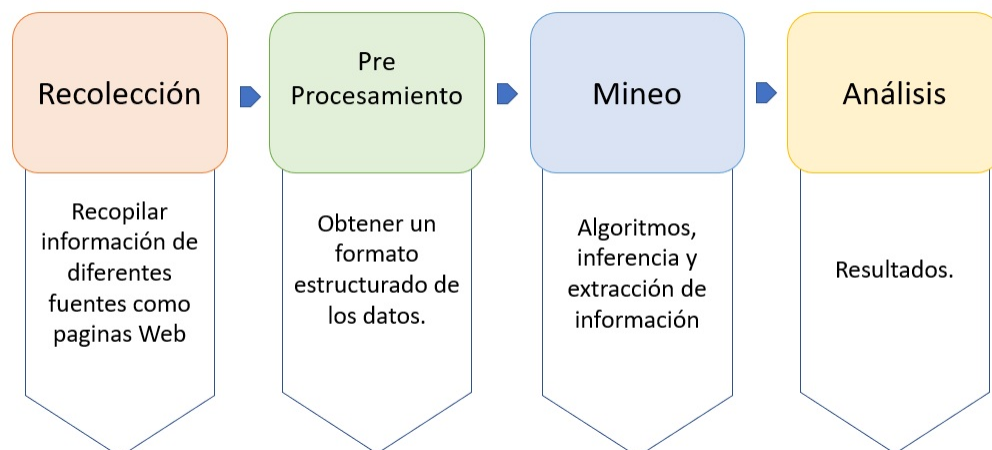 Recolección
Pre
Procesamiento
Mineo
Análisis
Recopilar
información de
diferentes
fuentes como
paginas Web
Obtener un
formato
estructurado de
los datos.
Algoritmos,
inferencia y
extracción de
información
Resultados.